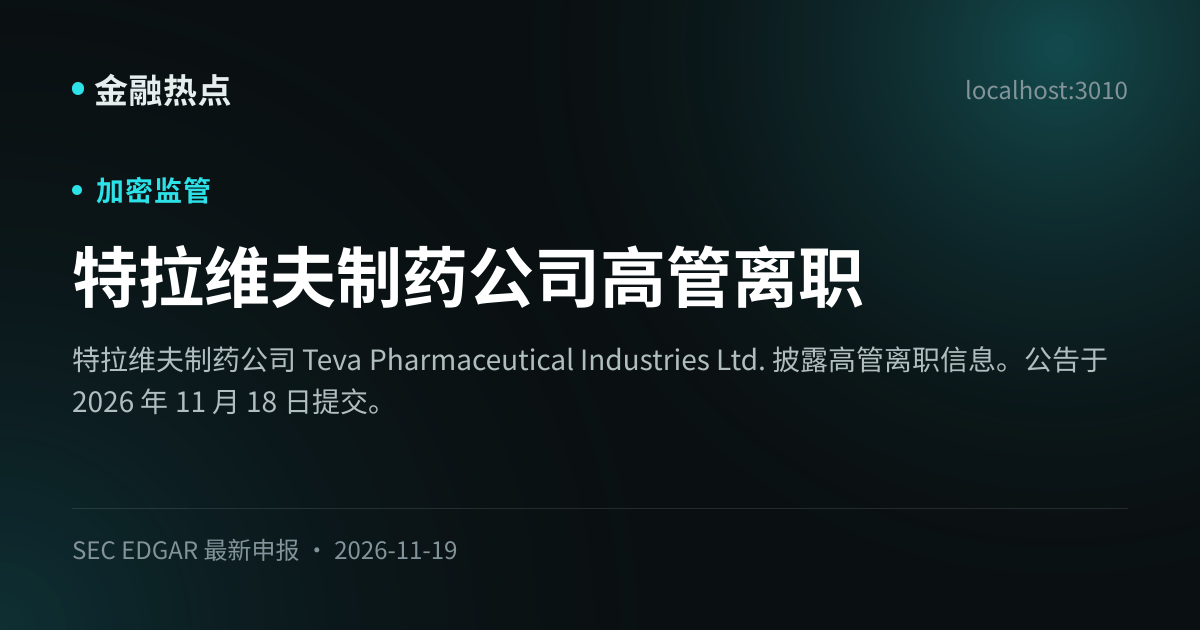 金融热点
localhost:3010
加密监管
特拉维夫制药公司高管离职
特拉维夫制药公司 Teva Pharmaceutical Industries Ltd. 披露高管离职信息。公告于
2026 年 11 月 18 日提交。
SEC EDGAR 最新申报 · 2026-11-19